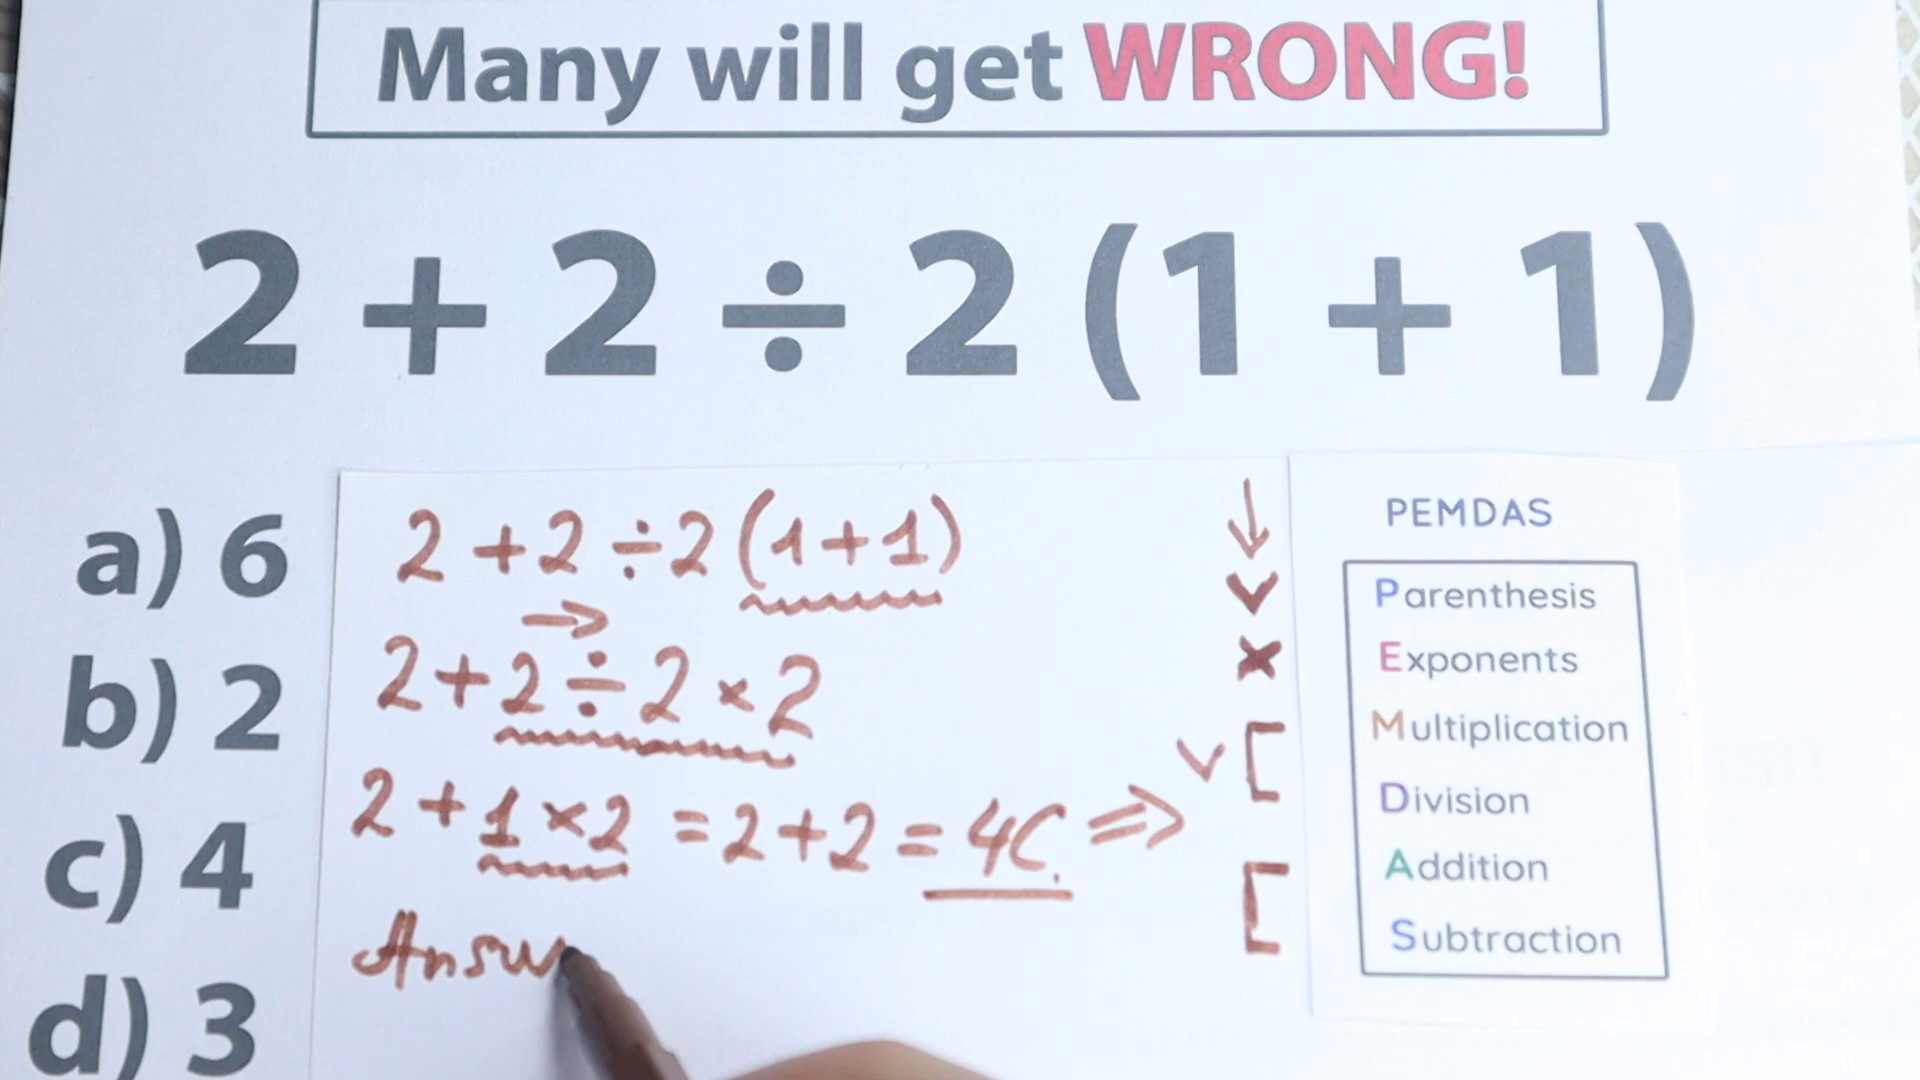 Many will get WRONG!
2 + 2 ÷ 2 (1 + 1)
a) 6
b) 2
c) 4
d) 3
2 + 2 ÷ 2 (1 + 1)
2 + 2 ÷ 2 × 2
2 + 1 × 2 = 2 + 2 = 4C. ⇒
Answ
PEMDAS
Parenthesis
Exponents
Multiplication
Division
Addition
Subtraction